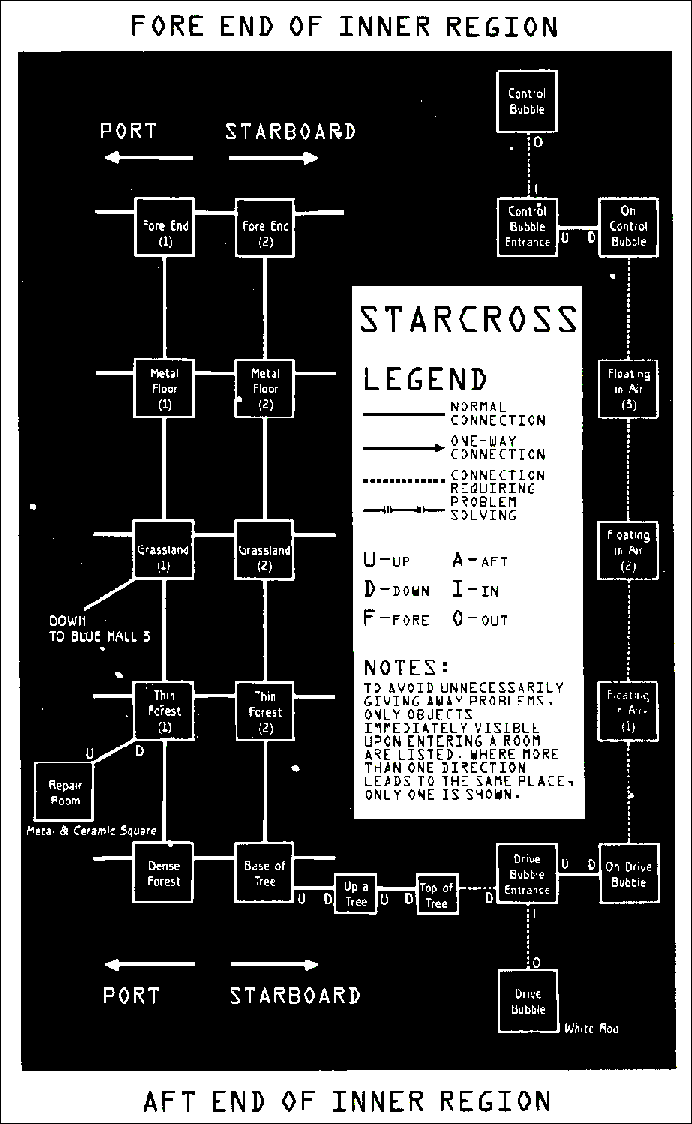 FORE END OF INNER REGION
PORT
STARBOARD
Control
Bubble
O
I
Fore End
(1)
Fore End
(2)
Control
Bubble
Entrance
U
D
On
Control
Bubble
STARCROSS
LEGEND
NORMAL
CONNECTION
ONE-WAY
CONNECTION
CONNECTION
REQUIRING
PROBLEM
SOLVING
U-UP
A-AFT
D-DOWN
I-IN
F-FORE
O-OUT
NOTES:
TO AVOID UNNECESSARILY
GIVING AWAY PROBLEMS,
ONLY OBJECTS
IMMEDIATELY VISIBLE
UPON ENTERING A ROOM
ARE LISTED. WHERE MORE
THAN ONE DIRECTION
LEADS TO THE SAME PLACE,
ONLY ONE IS SHOWN.
Metal
Floor
(1)
Metal
Floor
(2)
Floating
in Air
(3)
Grassland
(1)
Grassland
(2)
Floating
in Air
(2)
DOWN
TO BLUE HALL 3
Thin
Forest
(1)
Thin
Forest
(2)
Floating
in Air
(1)
U
D
Repair
Room
Metal & Ceramic Square
Dense
Forest
Base of
Tree
U
D
Up a
Tree
U
D
Top of
Tree
D
Drive
Bubble
Entrance
U
D
On Drive
Bubble
I
O
Drive
Bubble
White Rod
PORT
STARBOARD
AFT END OF INNER REGION